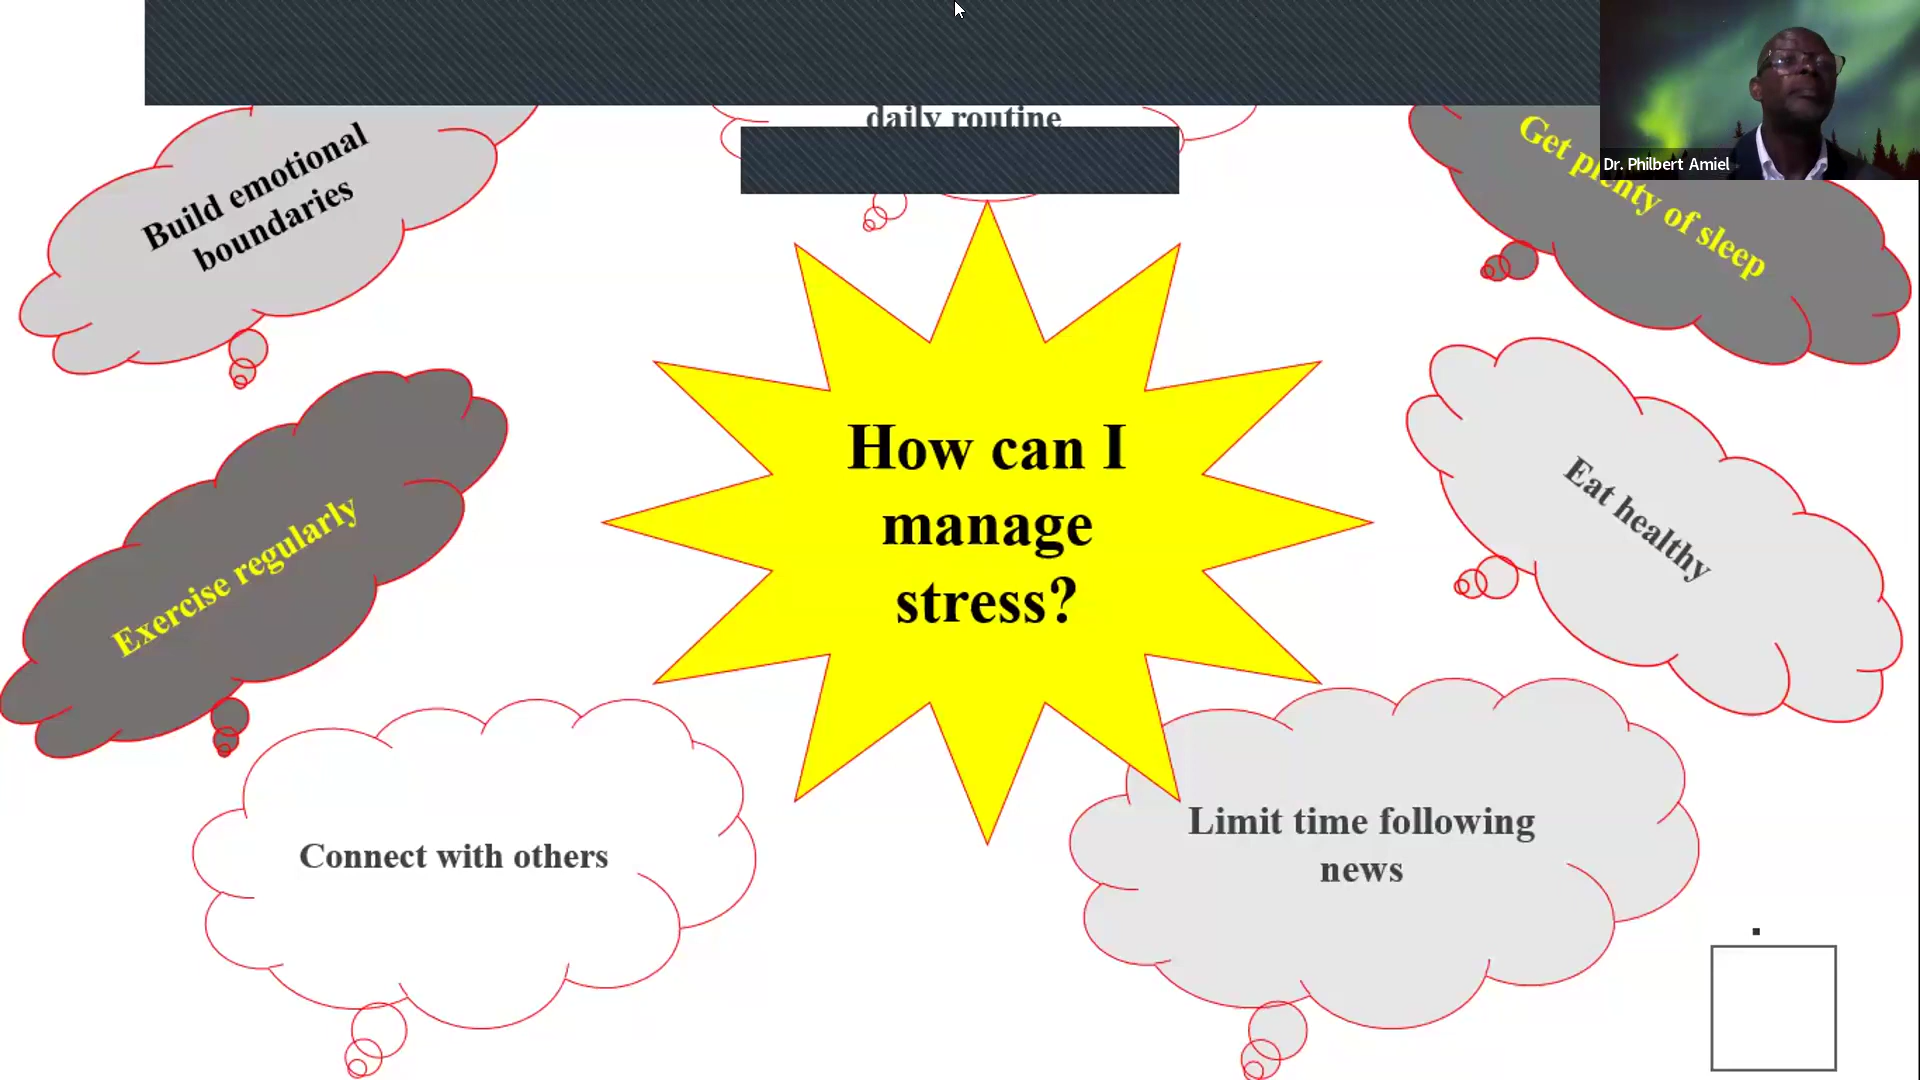 daily routine
Build emotional
boundaries
Get plenty of sleep
Dr. Philbert Amiel
How can I
manage
stress?
Exercise regularly
Eat healthy
Connect with others
Limit time following
news